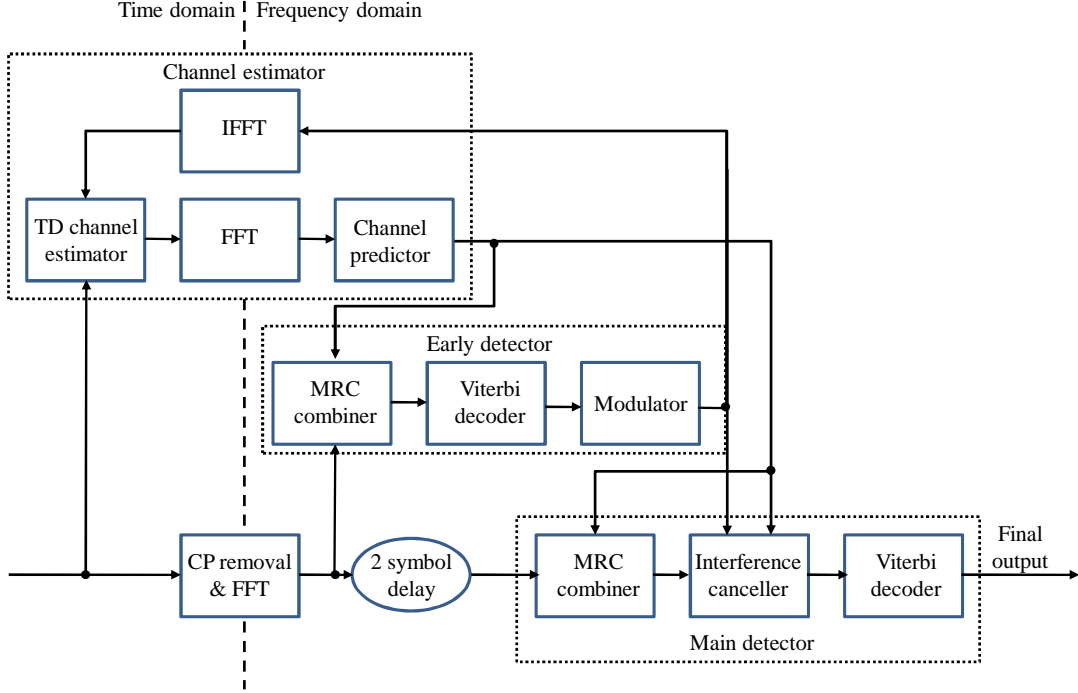 Time domain
Frequency domain
Channel estimator
IFFT
TD channel
estimator
FFT
Channel
predictor
Early detector
MRC
combiner
Viterbi
decoder
Modulator
CP removal
& FFT
2 symbol
delay
MRC
combiner
Interference
canceller
Viterbi
decoder
Final
output
Main detector